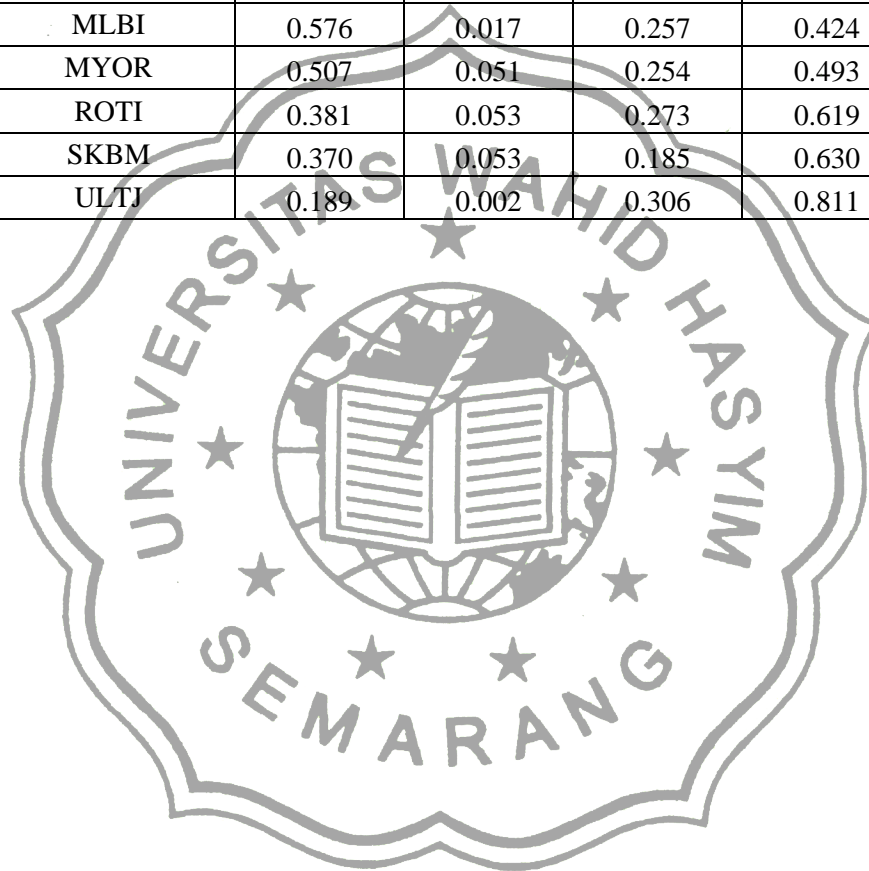 MLBI 0.576 0.017 0.257 0.424
MYOR 0.507 0.051 0.254 0.493
ROTI 0.381 0.053 0.273 0.619
SKBM 0.370 0.053 0.185 0.630
ULTJ 0.189 0.002 0.306 0.811
UNIVERSITAS WAHID HASYIM
SEMARANG